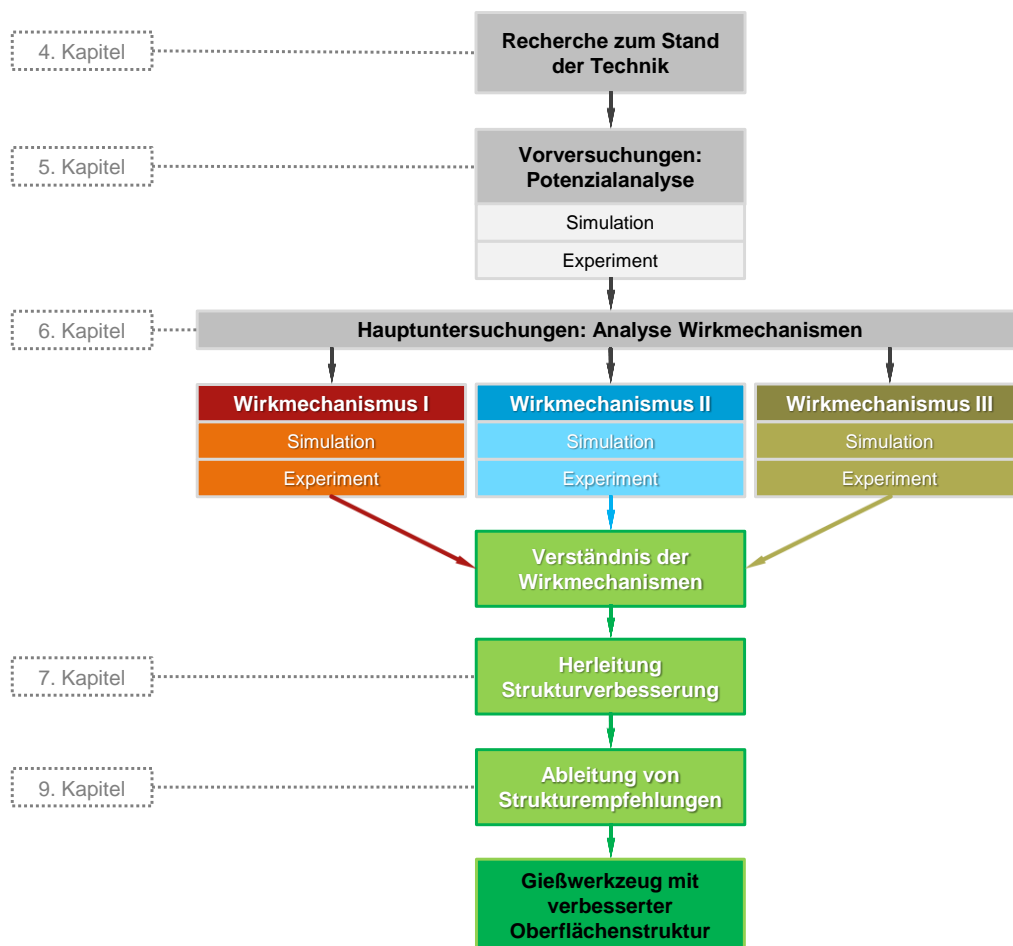 4. Kapitel
Recherche zum Stand
der Technik
5. Kapitel
Vorversuchungen:
Potenzialanalyse
Simulation
Experiment
6. Kapitel
Hauptuntersuchungen: Analyse Wirkmechanismen
Wirkmechanismus I
Wirkmechanismus II
Wirkmechanismus III
Simulation
Simulation
Simulation
Experiment
Experiment
Experiment
Verständnis der
Wirkmechanismen
7. Kapitel
Herleitung
Strukturverbesserung
9. Kapitel
Ableitung von
Strukturempfehlungen
Gießwerkzeug mit
verbesserter
Oberflächenstruktur